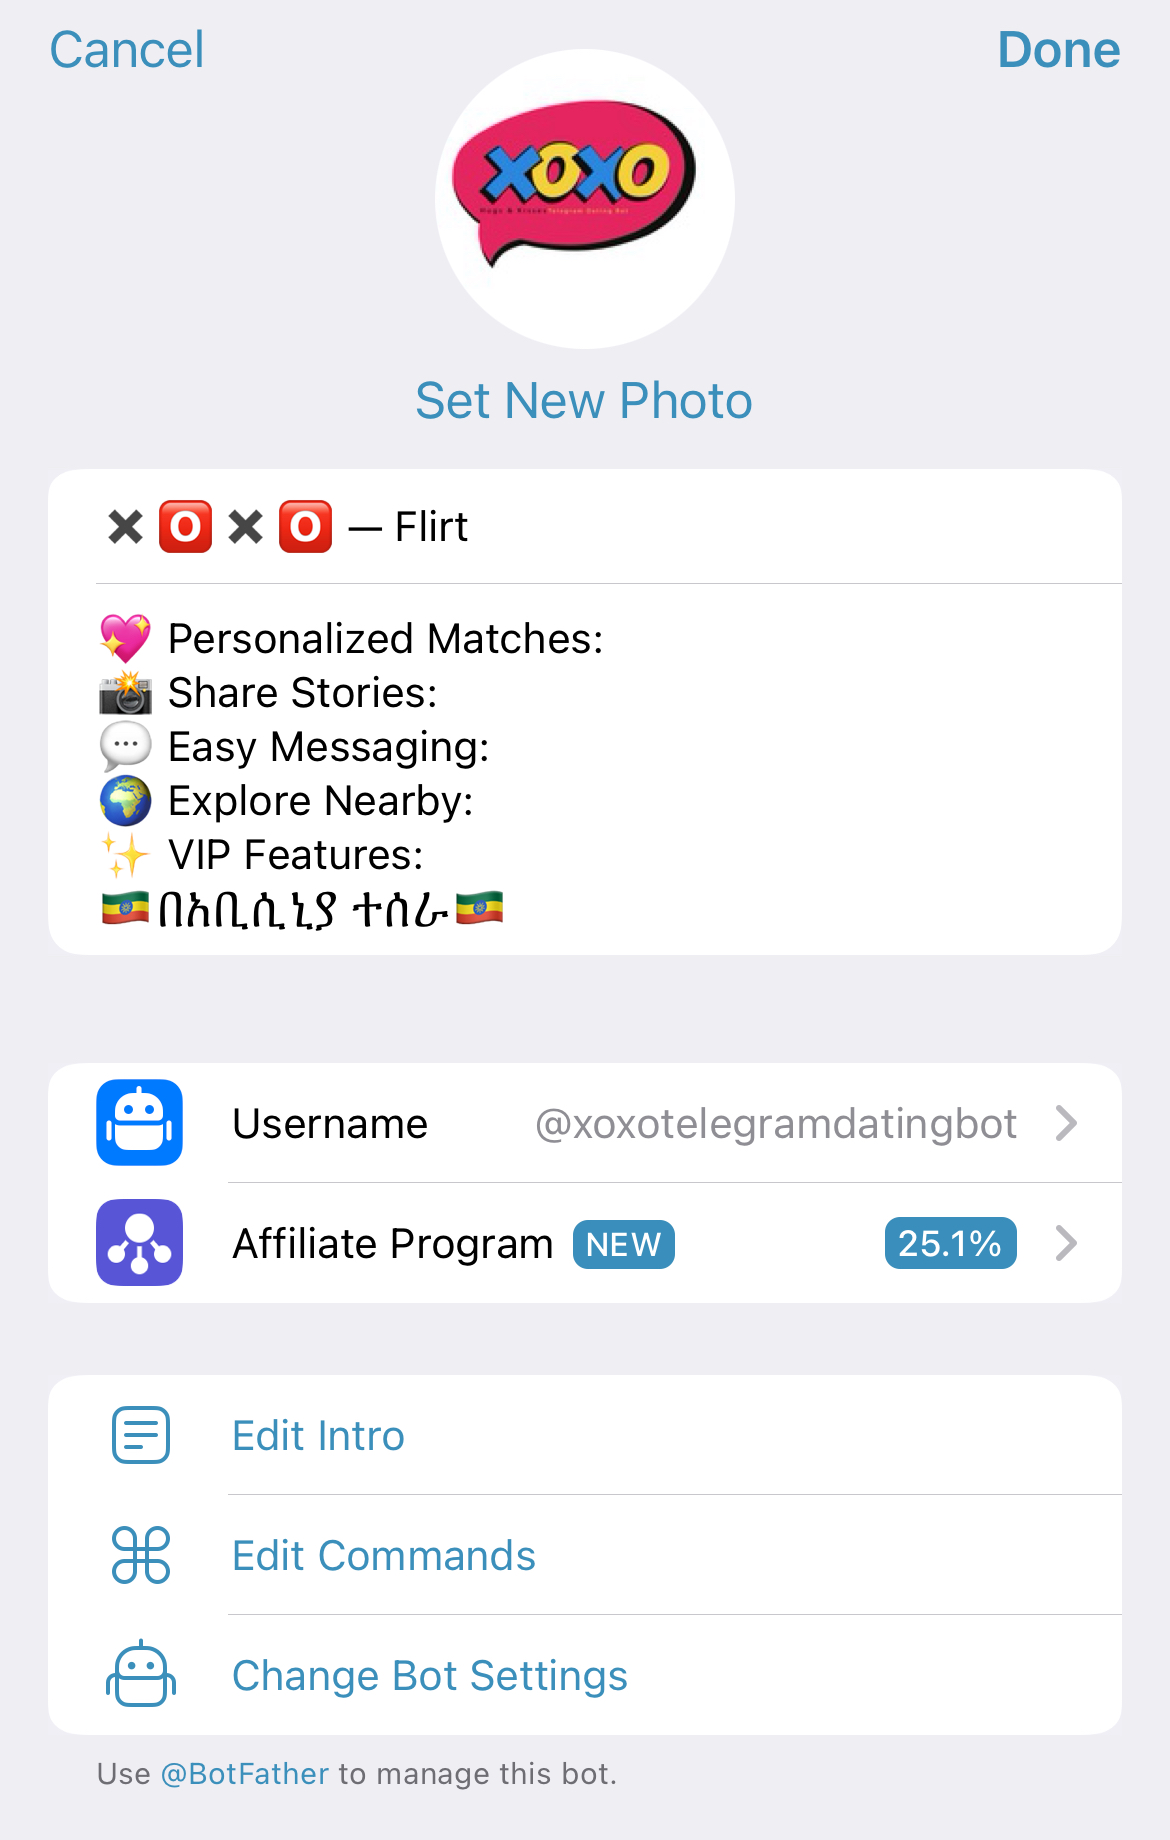 Cancel
Done
XOXO
Hugs & Kisses Telegram Dating Bot
Set New Photo
✖️ 🅾️ ✖️ 🅾️ — Flirt
💖 Personalized Matches:
📸 Share Stories:
💬 Easy Messaging:
🌍 Explore Nearby:
✨ VIP Features:
🇪🇹በአቢሲኒያ ተሰራ🇪🇹
Username @xoxotelegramdatingbot
Affiliate Program NEW 25.1%
Edit Intro
Edit Commands
Change Bot Settings
Use @BotFather to manage this bot.